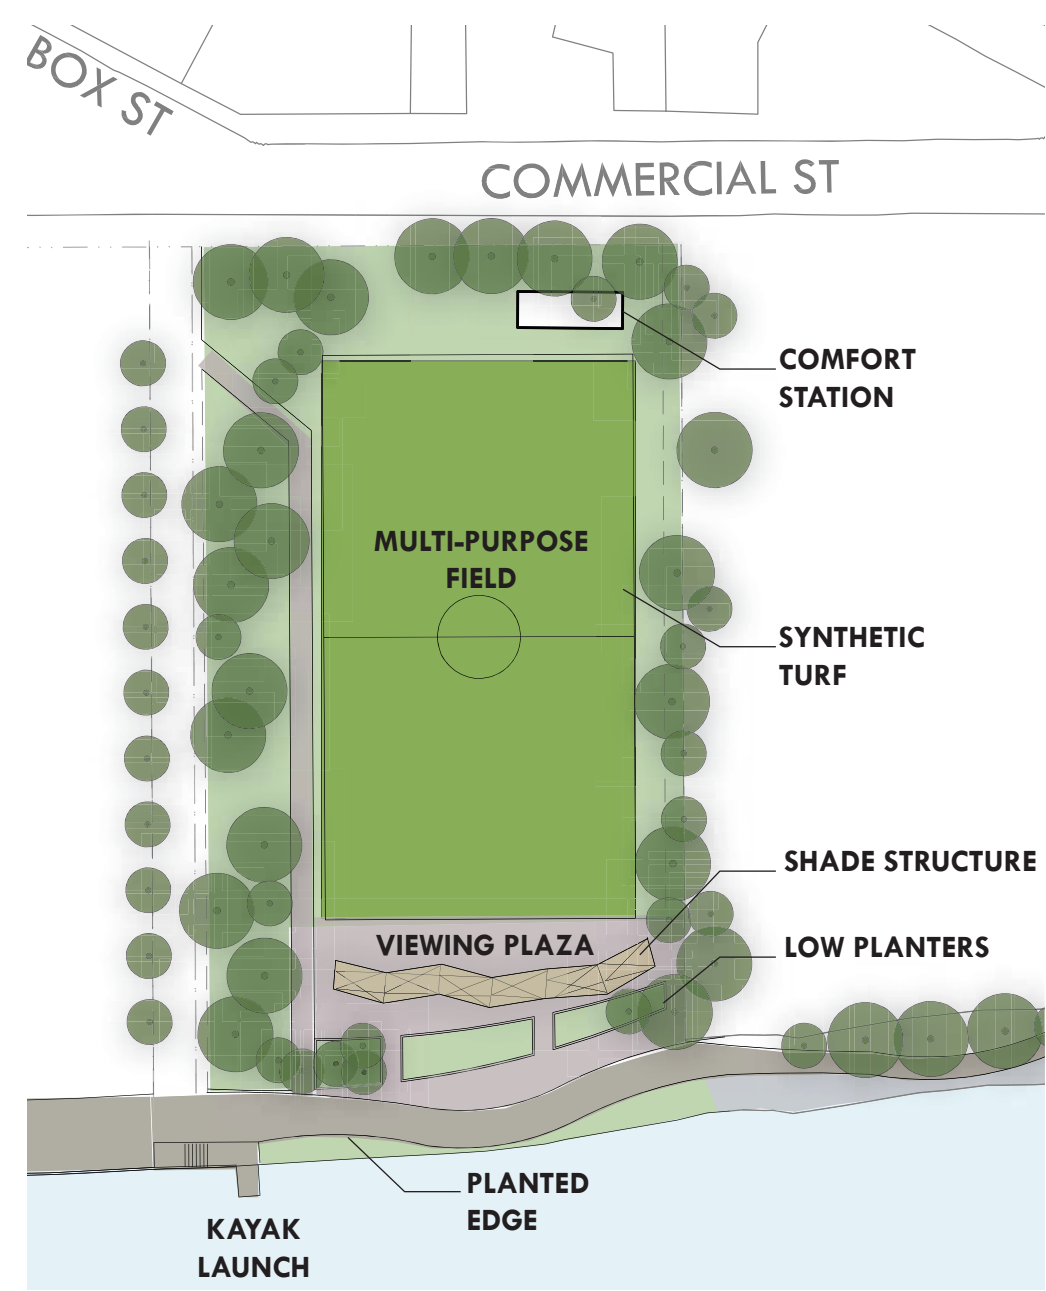 BOX ST
COMMERCIAL ST
COMFORT
STATION
MULTI-PURPOSE
FIELD
SYNTHETIC
TURF
SHADE STRUCTURE
VIEWING PLAZA
LOW PLANTERS
PLANTED
EDGE
KAYAK
LAUNCH